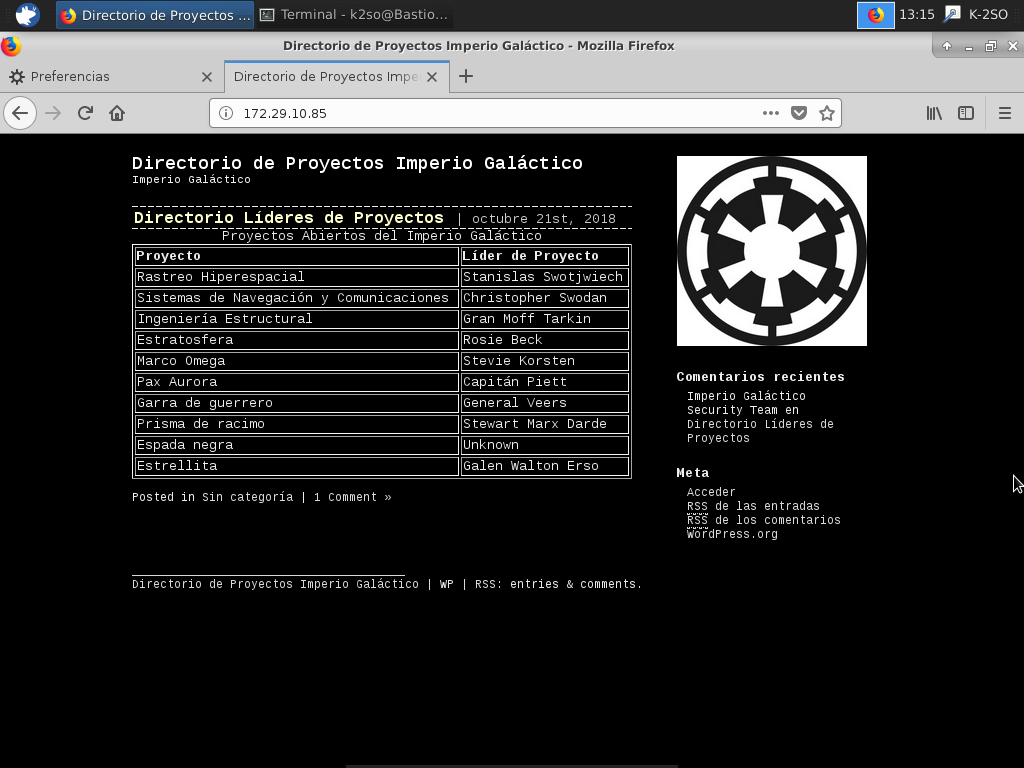 Directorio de Proyectos ...
Terminal - k2so@Bastio...
13:15
K-2SO
Directorio de Proyectos Imperio Galáctico - Mozilla Firefox
Preferencias
Directorio de Proyectos Impe
172.29.10.85
Directorio de Proyectos Imperio Galáctico
Imperio Galáctico
Directorio Líderes de Proyectos | octubre 21st, 2018
Proyectos Abiertos del Imperio Galáctico
Proyecto Líder de Proyecto
Rastreo Hiperespacial Stanislas Swotjwiech
Sistemas de Navegación y Comunicaciones Christopher Swodan
Ingeniería Estructural Gran Moff Tarkin
Estratosfera Rosie Beck
Marco Omega Stevie Korsten
Pax Aurora Capitán Piett
Garra de guerrero General Veers
Prisma de racimo Stewart Marx Darde
Espada negra Unknown
Estrellita Galen Walton Erso
Posted in Sin categoría | 1 Comment »
Comentarios recientes
Imperio Galáctico
Security Team en
Directorio Líderes de
Proyectos
Meta
Acceder
RSS de las entradas
RSS de los comentarios
WordPress.org
Directorio de Proyectos Imperio Galáctico | WP | RSS: entries & comments.